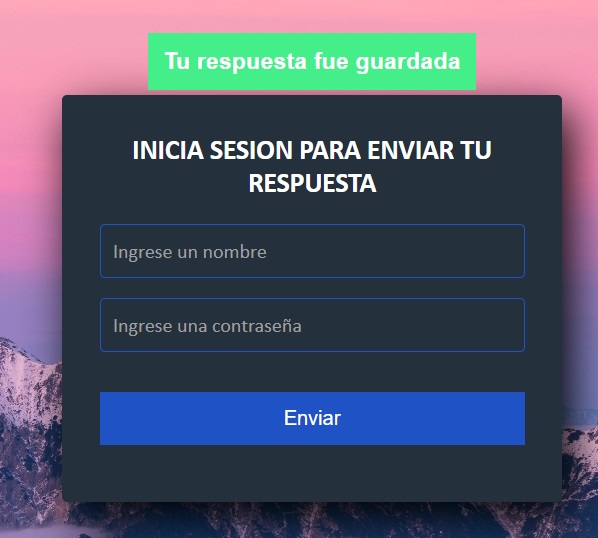 Tu respuesta fue guardada
INICIA SESION PARA ENVIAR TU
RESPUESTA
Ingrese un nombre
Ingrese una contraseña
Enviar